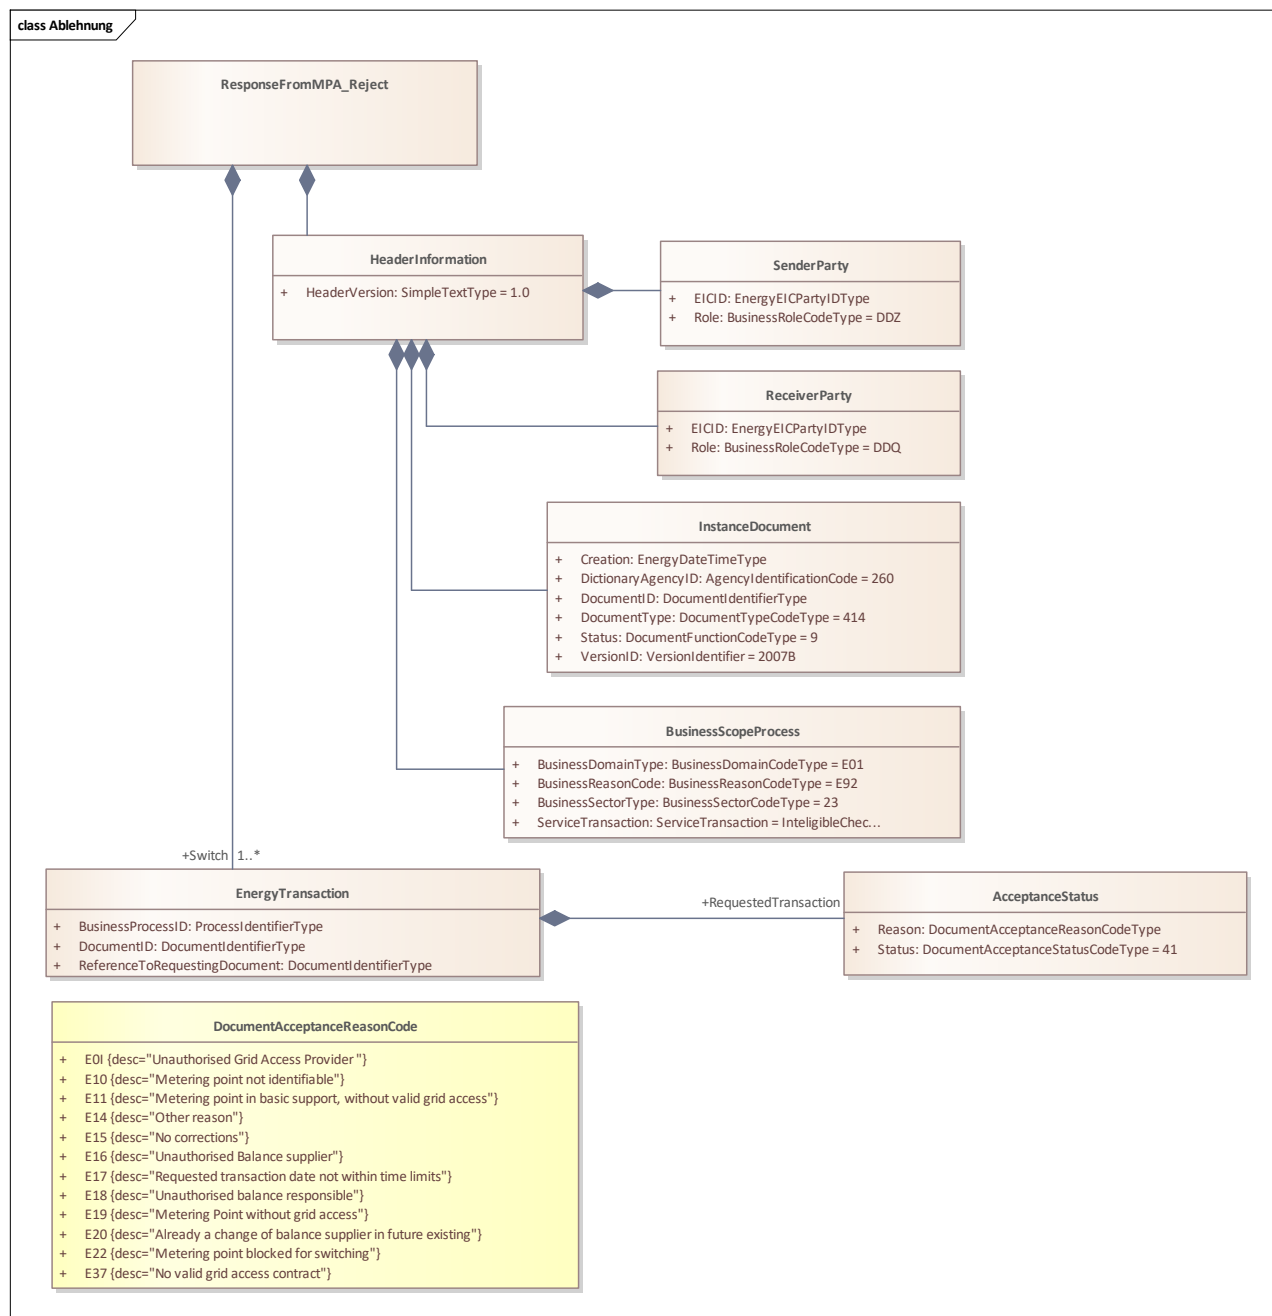 class Ablehnung
ResponseFromMPA_Reject
HeaderInformation
+ HeaderVersion: SimpleTextType = 1.0
SenderParty
+ EICID: EnergyEICPartyIDType
+ Role: BusinessRoleCodeType = DDZ
ReceiverParty
+ EICID: EnergyEICPartyIDType
+ Role: BusinessRoleCodeType = DDQ
InstanceDocument
+ Creation: EnergyDateTimeType
+ DictionaryAgencyID: AgencyIdentificationCode = 260
+ DocumentID: DocumentIdentifierType
+ DocumentType: DocumentTypeCodeType = 414
+ Status: DocumentFunctionCodeType = 9
+ VersionID: VersionIdentifier = 2007B
BusinessScopeProcess
+ BusinessDomainType: BusinessDomainCodeType = E01
+ BusinessReasonCode: BusinessReasonCodeType = E92
+ BusinessSectorType: BusinessSectorCodeType = 23
+ ServiceTransaction: ServiceTransaction = InteligibleChec...
+Switch 1..*
EnergyTransaction
+ BusinessProcessID: ProcessIdentifierType
+ DocumentID: DocumentIdentifierType
+ ReferenceToRequestingDocument: DocumentIdentifierType
+RequestedTransaction
AcceptanceStatus
+ Reason: DocumentAcceptanceReasonCodeType
+ Status: DocumentAcceptanceStatusCodeType = 41
DocumentAcceptanceReasonCode
+ E0I {desc="Unauthorised Grid Access Provider "}
+ E10 {desc="Metering point not identifiable"}
+ E11 {desc="Metering point in basic support, without valid grid access"}
+ E14 {desc="Other reason"}
+ E15 {desc="No corrections"}
+ E16 {desc="Unauthorised Balance supplier"}
+ E17 {desc="Requested transaction date not within time limits"}
+ E18 {desc="Unauthorised balance responsible"}
+ E19 {desc="Metering Point without grid access"}
+ E20 {desc="Already a change of balance supplier in future existing"}
+ E22 {desc="Metering point blocked for switching"}
+ E37 {desc="No valid grid access contract"}